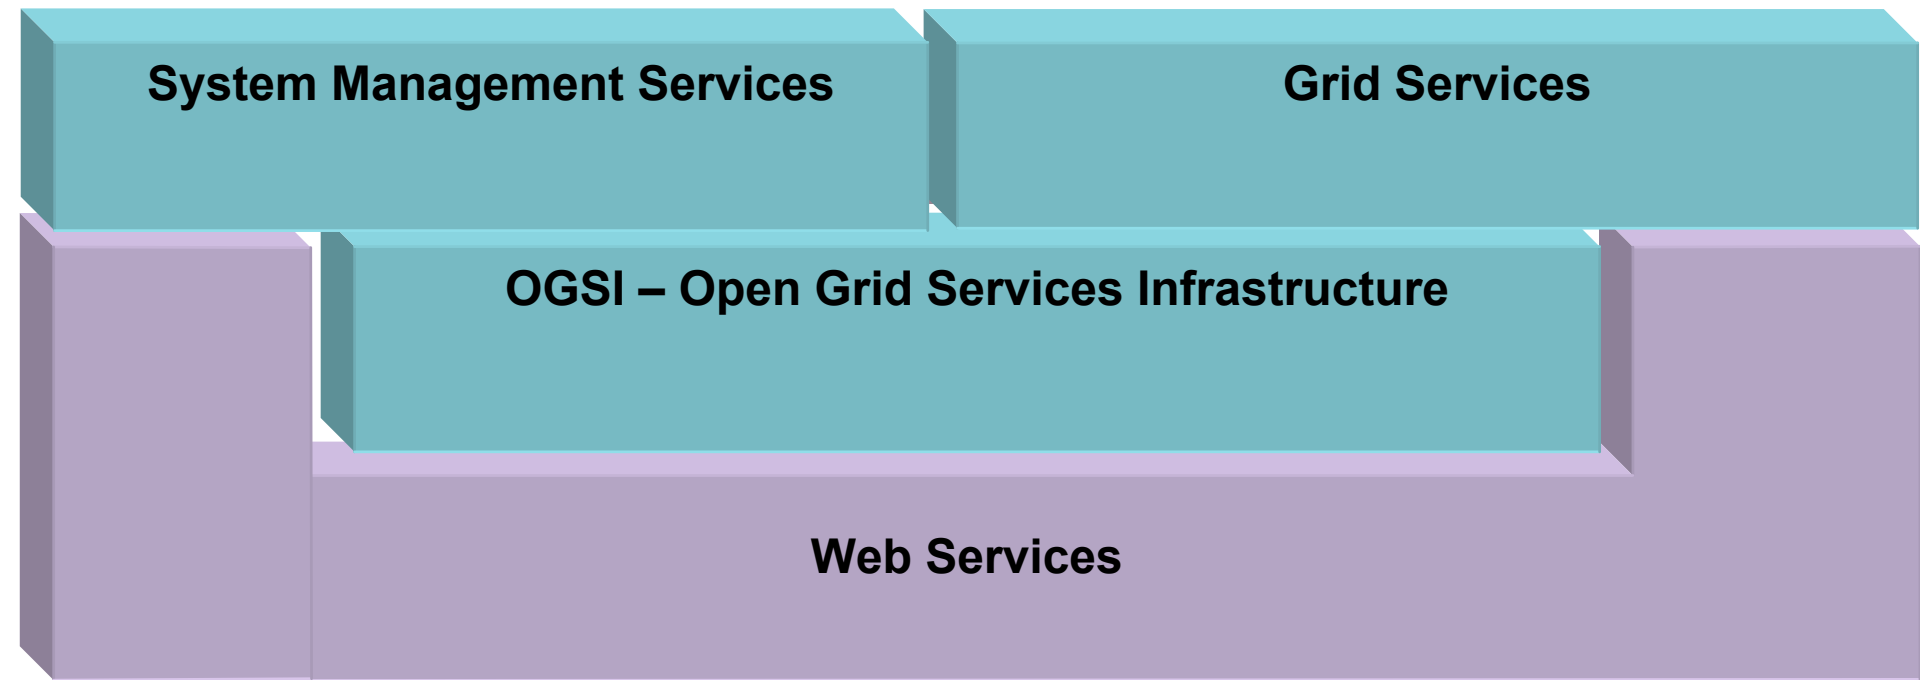 System Management Services
Grid Services
OGSI – Open Grid Services Infrastructure
Web Services